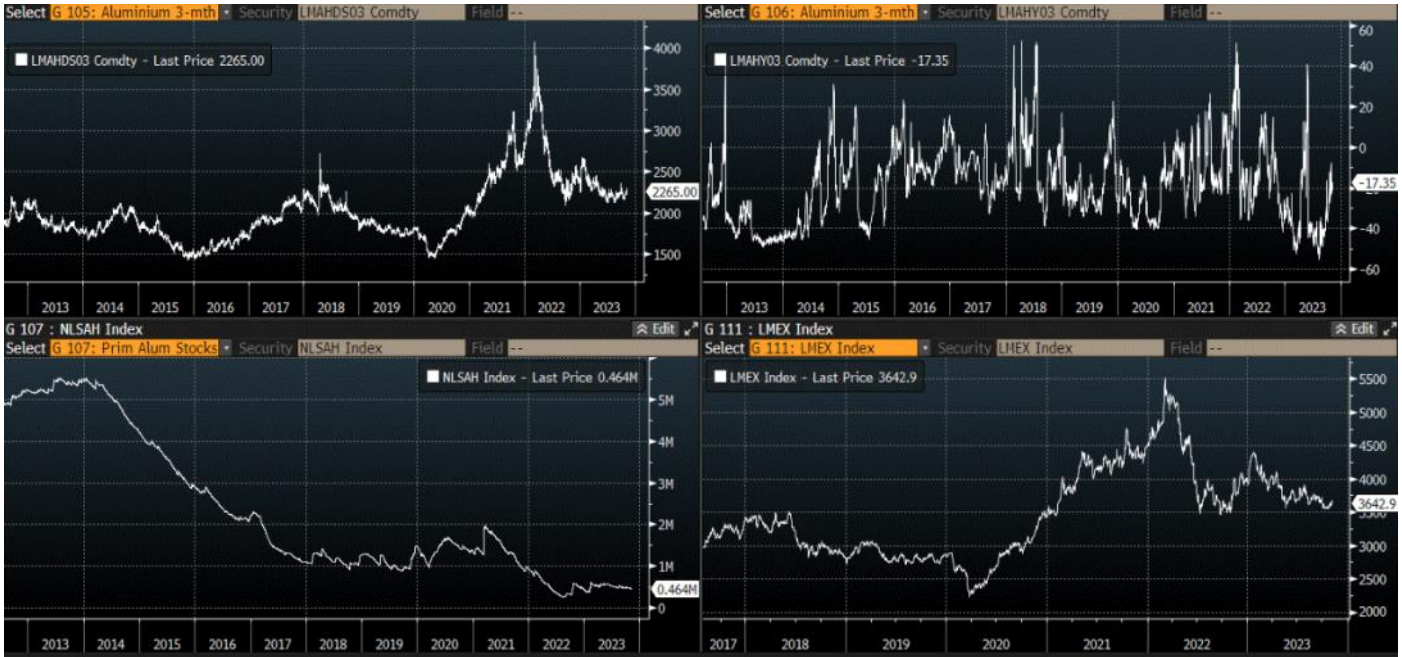 Select G 105: Aluminium 3-mth Security LMAHDS03 Comdty Field --
LMAHDS03 Comdty - Last Price 2265.00
4000
3500
3000
2500
2265.00
2000
1500
2013 2014 2015 2016 2017 2018 2019 2020 2021 2022 2023
Select G 106: Aluminium 3-mth Security LMAHY03 Comdty Field --
LMAHY03 Comdty - Last Price -17.35
60
40
20
0
-17.35
-40
-60
2013 2014 2015 2016 2017 2018 2019 2020 2021 2022 2023
G 107 : NLSAH Index Edit
Select G 107: Prim Alum Stocks Security NLSAH Index Field --
NLSAH Index - Last Price 0.464M
5M
4M
3M
2M
1M
0.464M
0
2013 2014 2015 2016 2017 2018 2019 2020 2021 2022 2023
G 111 : LMEX Index Edit
Select G 111: LMEX Index Security LMEX Index Field --
LMEX Index - Last Price 3642.9
5500
5000
4500
4000
3642.9
3500
3000
2500
2000
2017 2018 2019 2020 2021 2022 2023